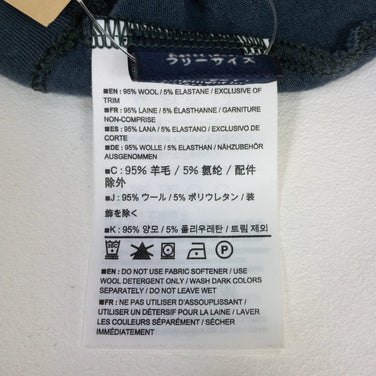 フリーサイズ
■EN : 95% WOOL / 5% ELASTANE / EXCLUSIVE OF
TRIM
■FR : 95% LAINE / 5% ÉLASTHANNE / GARNITURE
NON-COMPRISE
■ES : 95% LANA / 5% ELASTANO / EXCLUSIVO DE
CORTE
■DE : 95% WOLLE / 5% ELASTHAN / NÄHZUBEHÖR
AUSGENOMMEN
■C : 95% 羊毛 / 5% 氨纶 / 配件
除外
■J : 95% ウール / 5% ポリウレタン / 装
飾を除く
■K : 95% 양모 / 5% 폴리우레탄 / 트림 제외
■EN : DO NOT USE FABRIC SOFTENER / USE
WOOL DETERGENT ONLY / WASH DARK COLORS
SEPARATELY / DO NOT LEAVE WET
■FR : NE PAS UTILISER D'ASSOUPLISSANT /
UTILISER UN DÉTERSIF POUR LA LAINE / LAVER
LES COULEURS SÉPARÉMENT / SÉCHER
IMMÉDIATEMENT